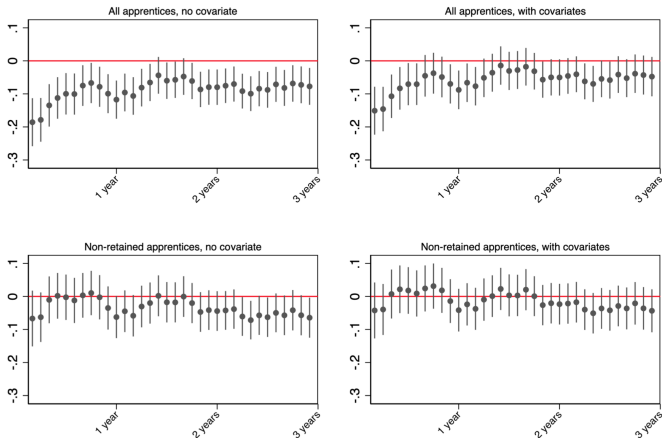 All apprentices, no covariate
.1
0
-.1
-.2
-.3
1 year
2 years
3 years
All apprentices, with covariates
.1
0
-.1
-.2
-.3
1 year
2 years
3 years
Non-retained apprentices, no covariate
.1
0
-.1
-.2
-.3
1 year
2 years
3 years
Non-retained apprentices, with covariates
.1
0
-.1
-.2
-.3
1 year
2 years
3 years